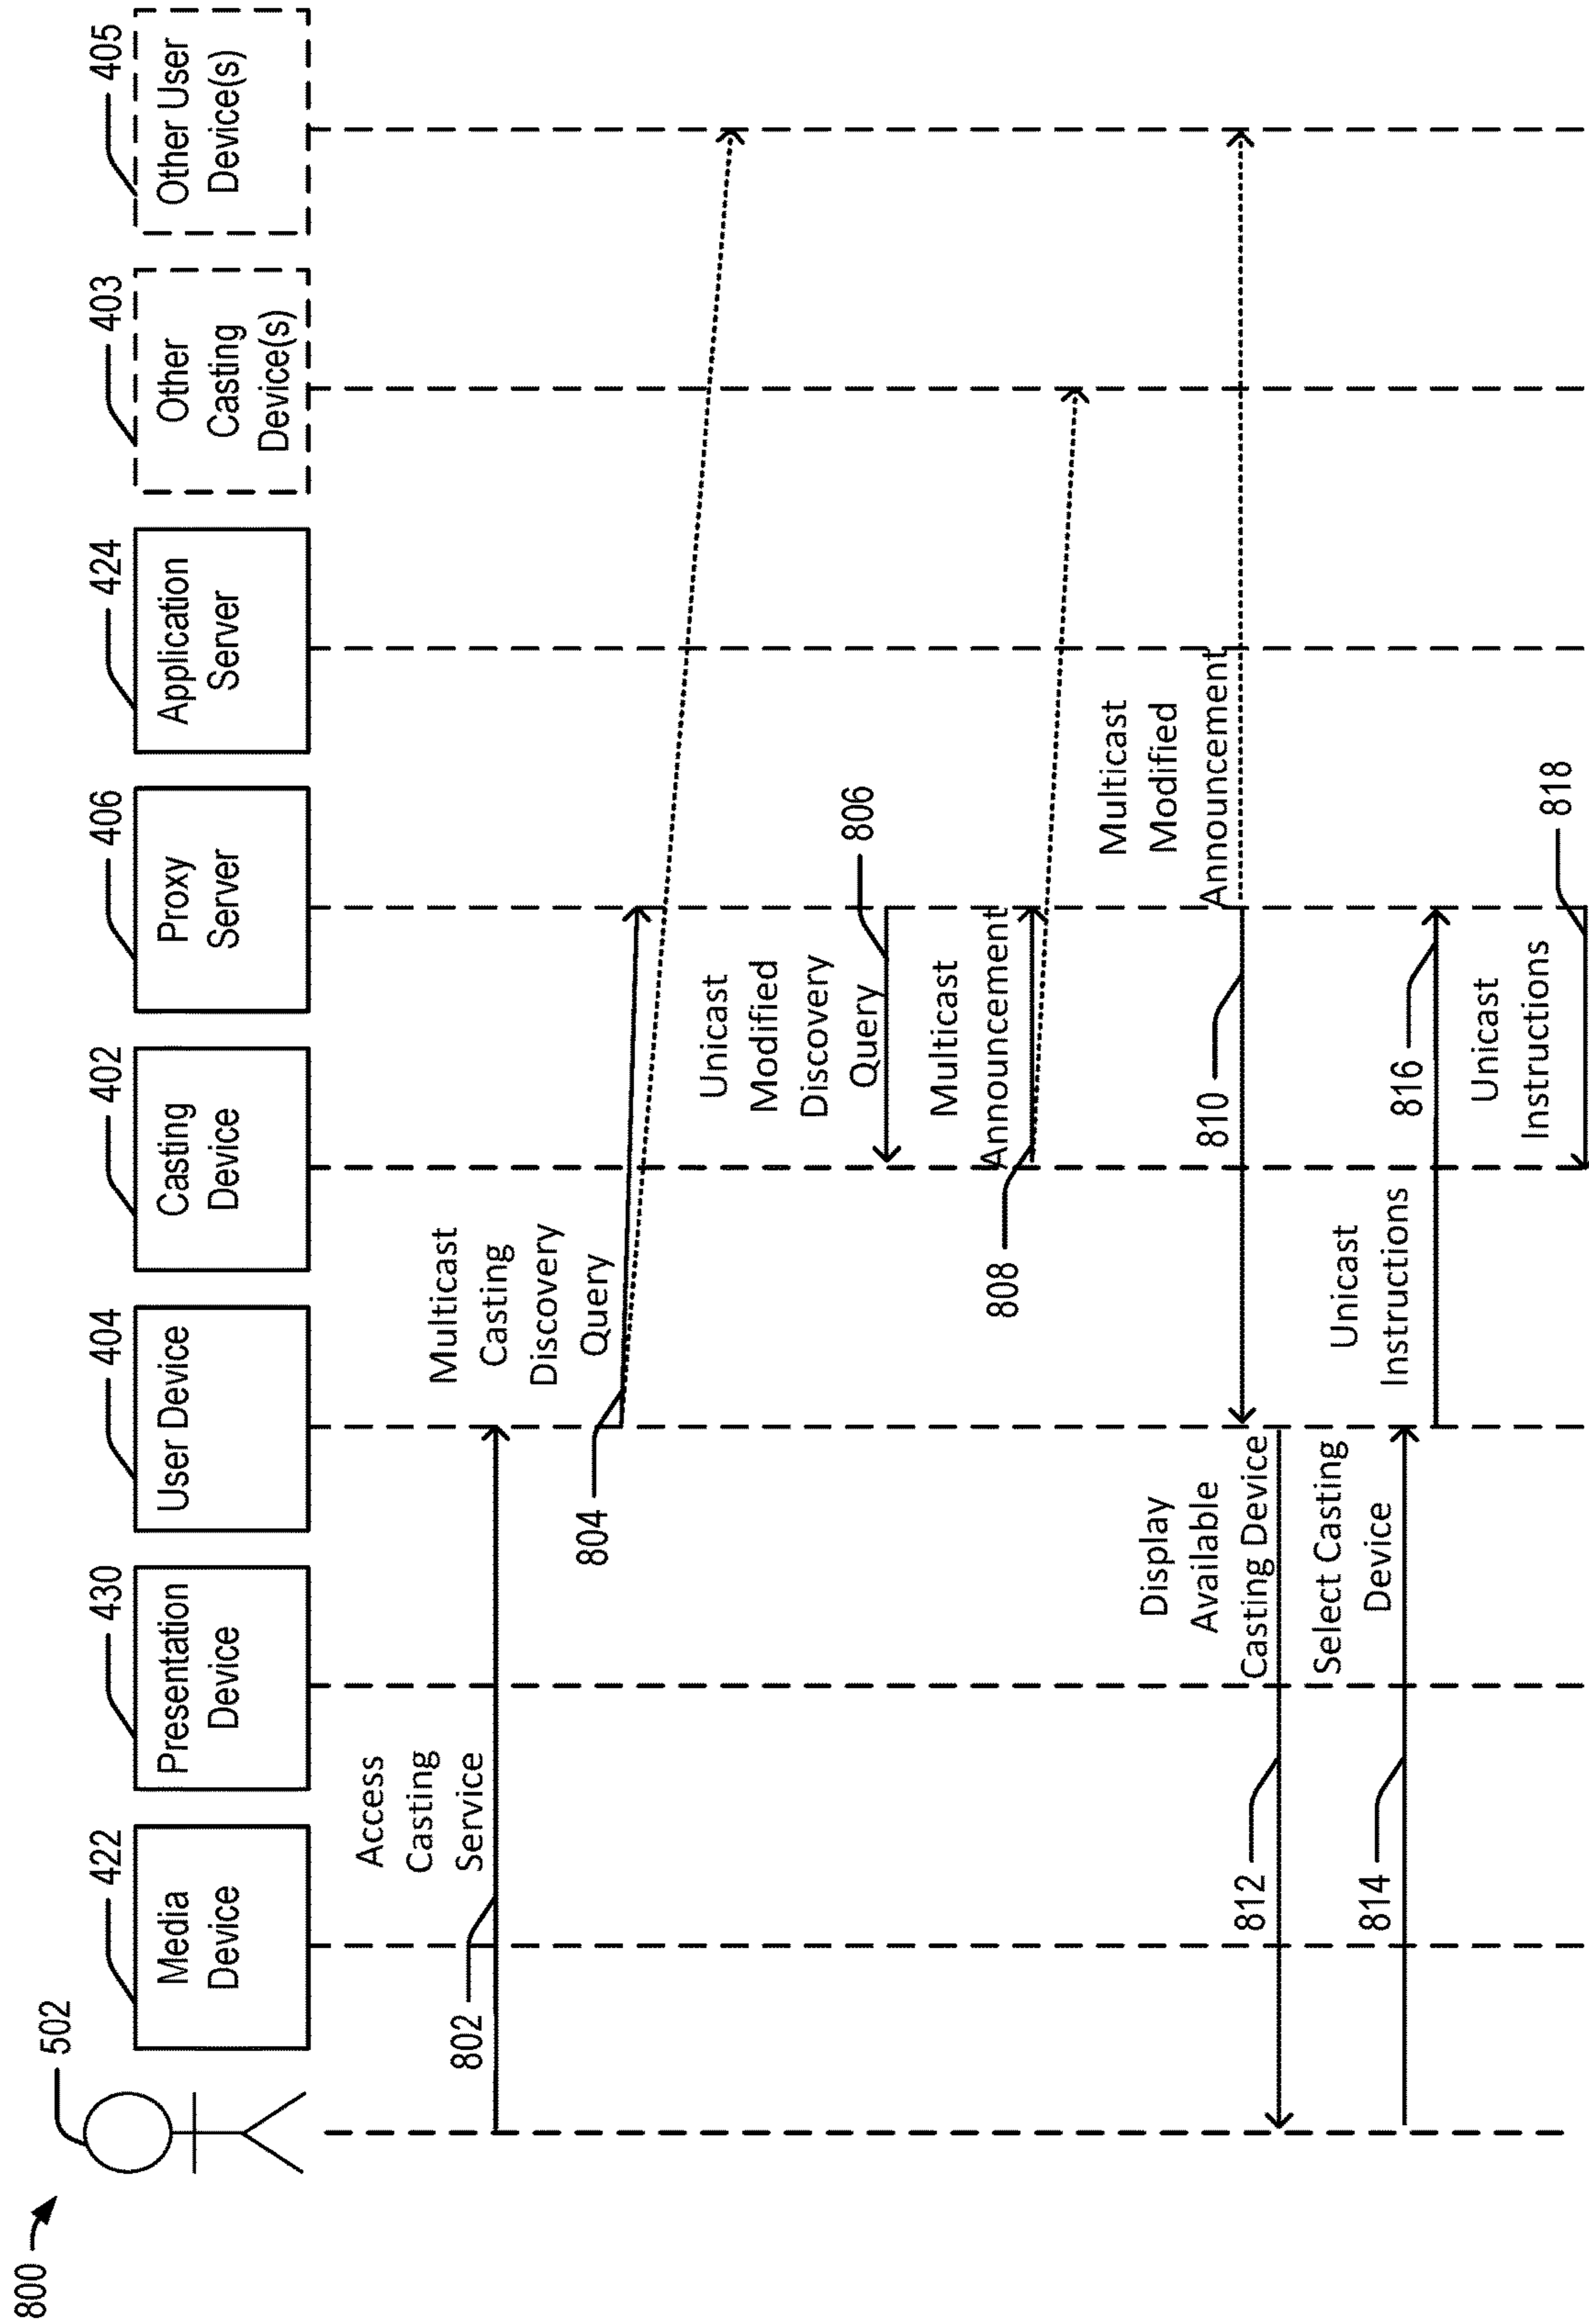 800
502
422
Media
Device
430
Presentation
Device
404
User Device
402
Casting
Device
406
Proxy
Server
424
Application
Server
403
Other
Casting
Device(s)
405
Other User
Device(s)
Access
Casting
Service
802
Multicast
Casting
Discovery
Query
804
Unicast
Modified
Discovery
Query
806
Multicast
Announcement
808
Multicast
Modified
Announcement
810
Display
Available
Casting Device
812
Select Casting
Device
814
Unicast
Instructions
816
Unicast
Instructions
818